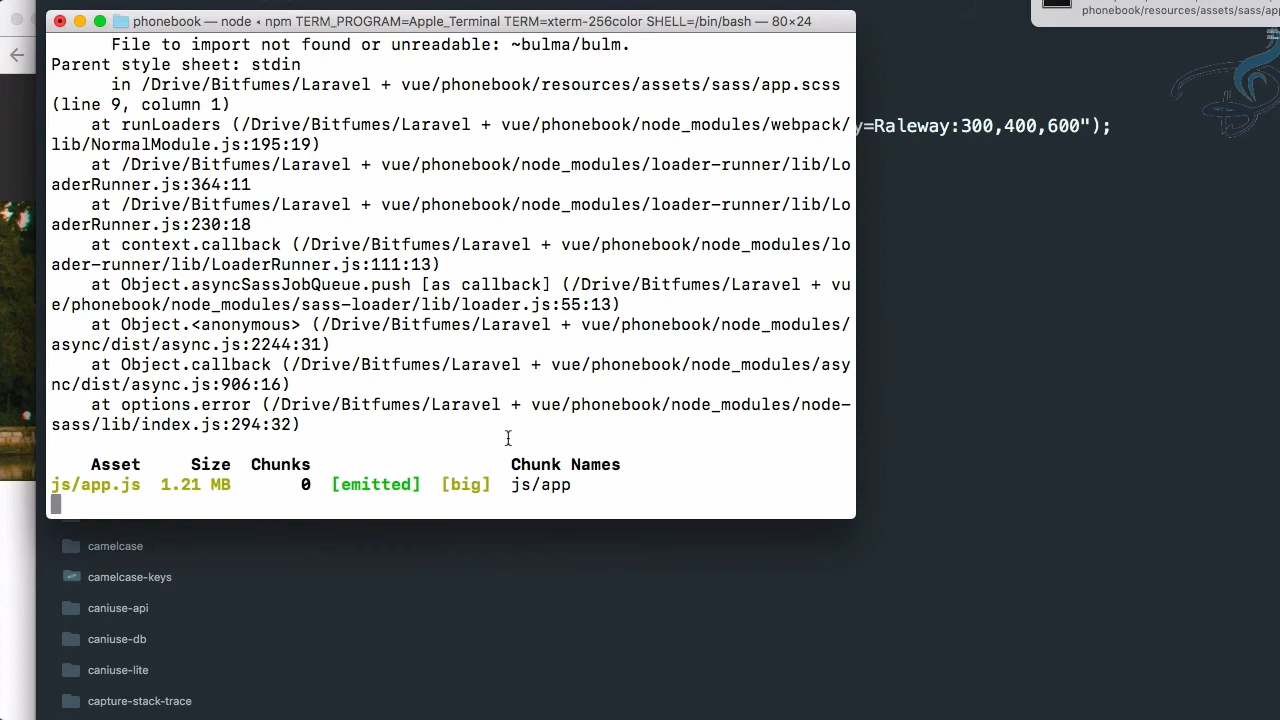 phonebook — node ◂ npm TERM_PROGRAM=Apple_Terminal TERM=xterm-256color SHELL=/bin/bash — 80×24
phonebook/resources/assets/sass/app
File to import not found or unreadable: ~bulma/bulm.
Parent style sheet: stdin
in /Drive/Bitfumes/Laravel + vue/phonebook/resources/assets/sass/app.scss
(line 9, column 1)
at runLoaders (/Drive/Bitfumes/Laravel + vue/phonebook/node_modules/webpack/
y=Raleway:300,400,600");
lib/NormalModule.js:195:19)
at /Drive/Bitfumes/Laravel + vue/phonebook/node_modules/loader-runner/lib/Lo
aderRunner.js:364:11
at /Drive/Bitfumes/Laravel + vue/phonebook/node_modules/loader-runner/lib/Lo
aderRunner.js:230:18
at context.callback (/Drive/Bitfumes/Laravel + vue/phonebook/node_modules/lo
ader-runner/lib/LoaderRunner.js:111:13)
at Object.asyncSassJobQueue.push [as callback] (/Drive/Bitfumes/Laravel + vu
e/phonebook/node_modules/sass-loader/lib/loader.js:55:13)
at Object.<anonymous> (/Drive/Bitfumes/Laravel + vue/phonebook/node_modules/
async/dist/async.js:2244:31)
at Object.callback (/Drive/Bitfumes/Laravel + vue/phonebook/node_modules/asy
nc/dist/async.js:906:16)
at options.error (/Drive/Bitfumes/Laravel + vue/phonebook/node_modules/node-
sass/lib/index.js:294:32)
Asset Size Chunks Chunk Names
js/app.js 1.21 MB 0 [emitted] [big] js/app
camelcase
camelcase-keys
caniuse-api
caniuse-db
caniuse-lite
capture-stack-trace